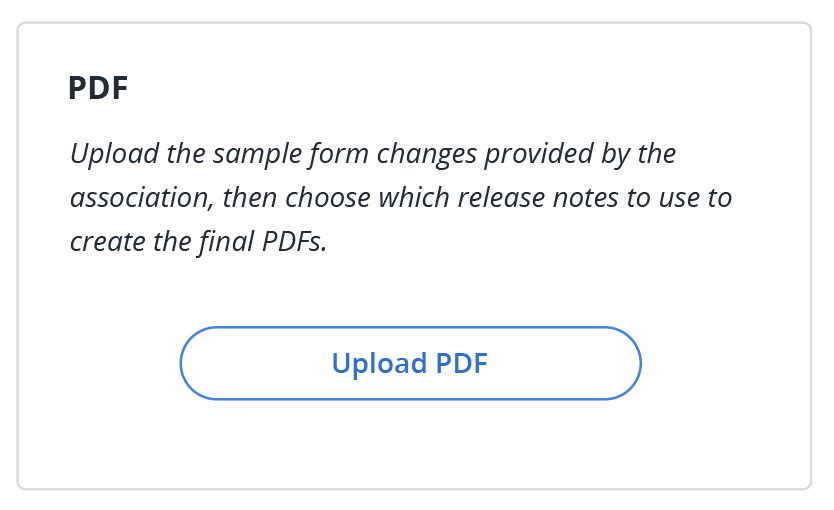 PDF
Upload the sample form changes provided by the
association, then choose which release notes to use to
create the final PDFs.
Upload PDF